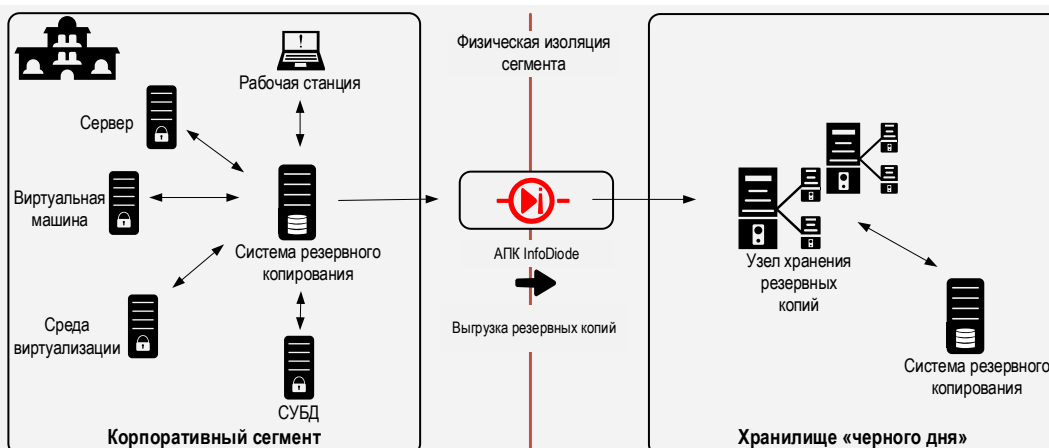 Рабочая станция
Сервер
Виртуальная
машина
Система резервного
копирования
Среда
виртуализации
СУБД
Корпоративный сегмент
Физическая изоляция
сегмента
АПК InfoDiode
Выгрузка резервных копий
Узел хранения
резервных
копий
Система резервного
копирования
Хранилище «черного дня»